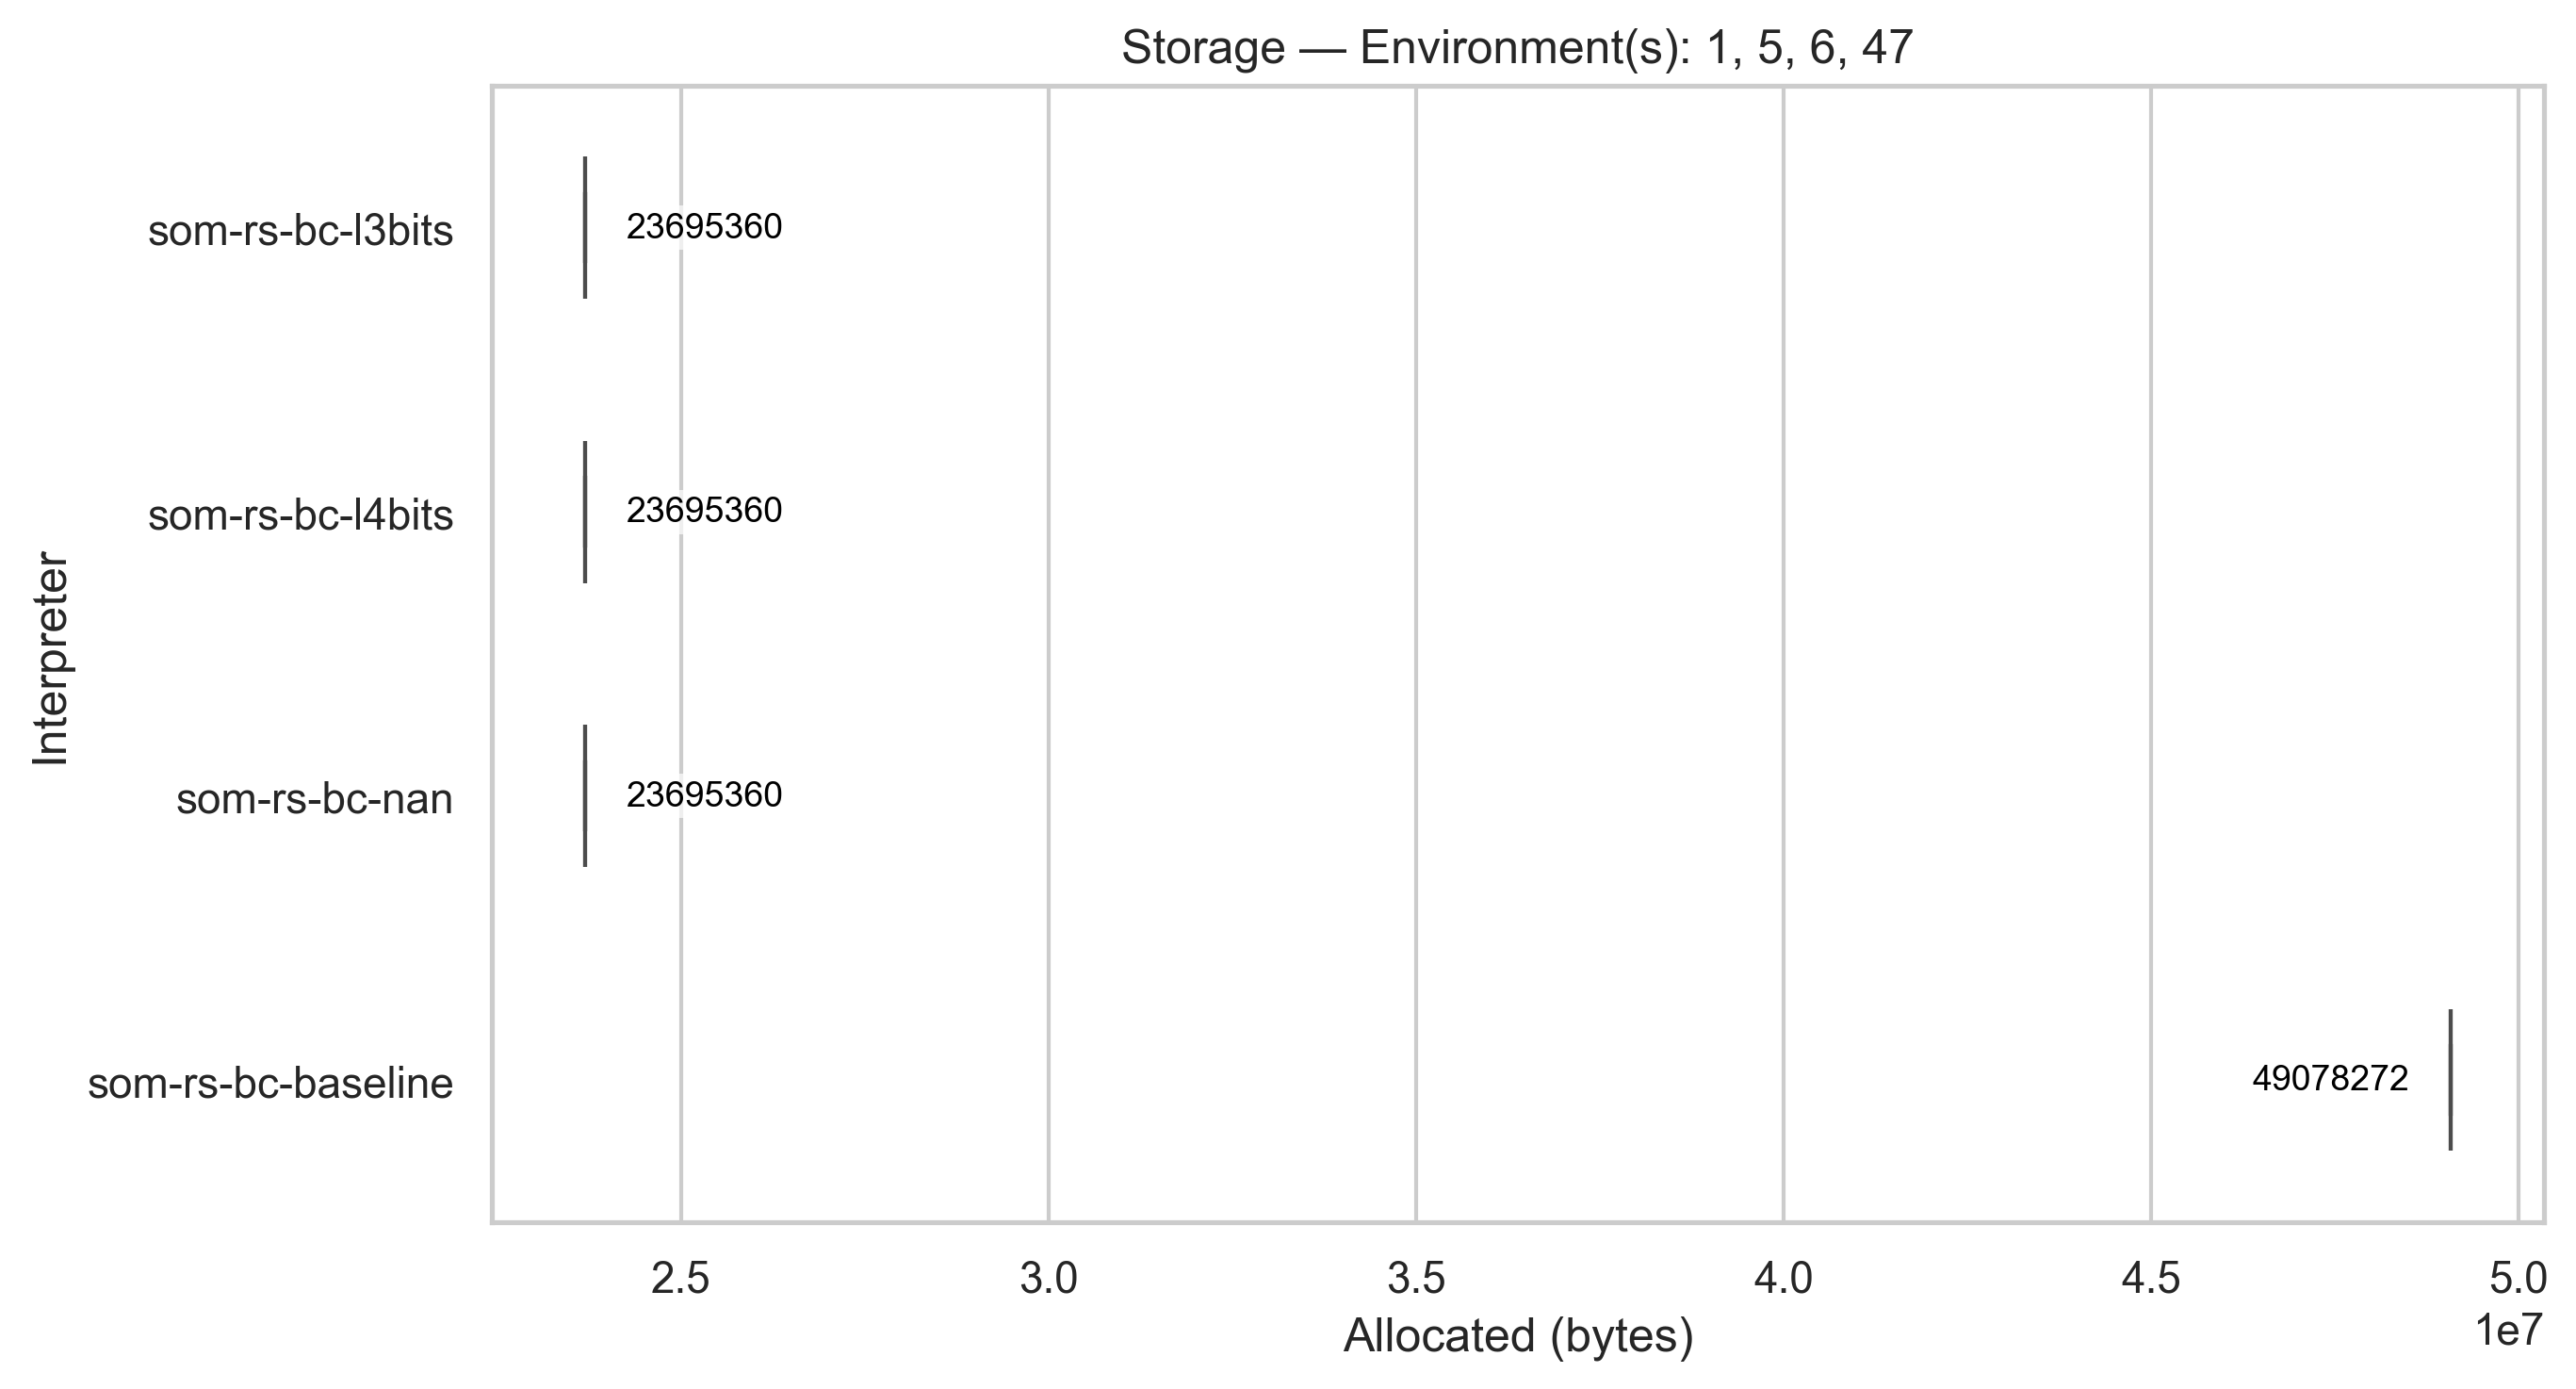 Storage — Environment(s): 1, 5, 6, 47
som-rs-bc-l3bits
23695360
som-rs-bc-l4bits
23695360
Interpreter
som-rs-bc-nan
23695360
som-rs-bc-baseline
49078272
2.5 3.0 3.5 4.0 4.5 5.0
1e7
Allocated (bytes)